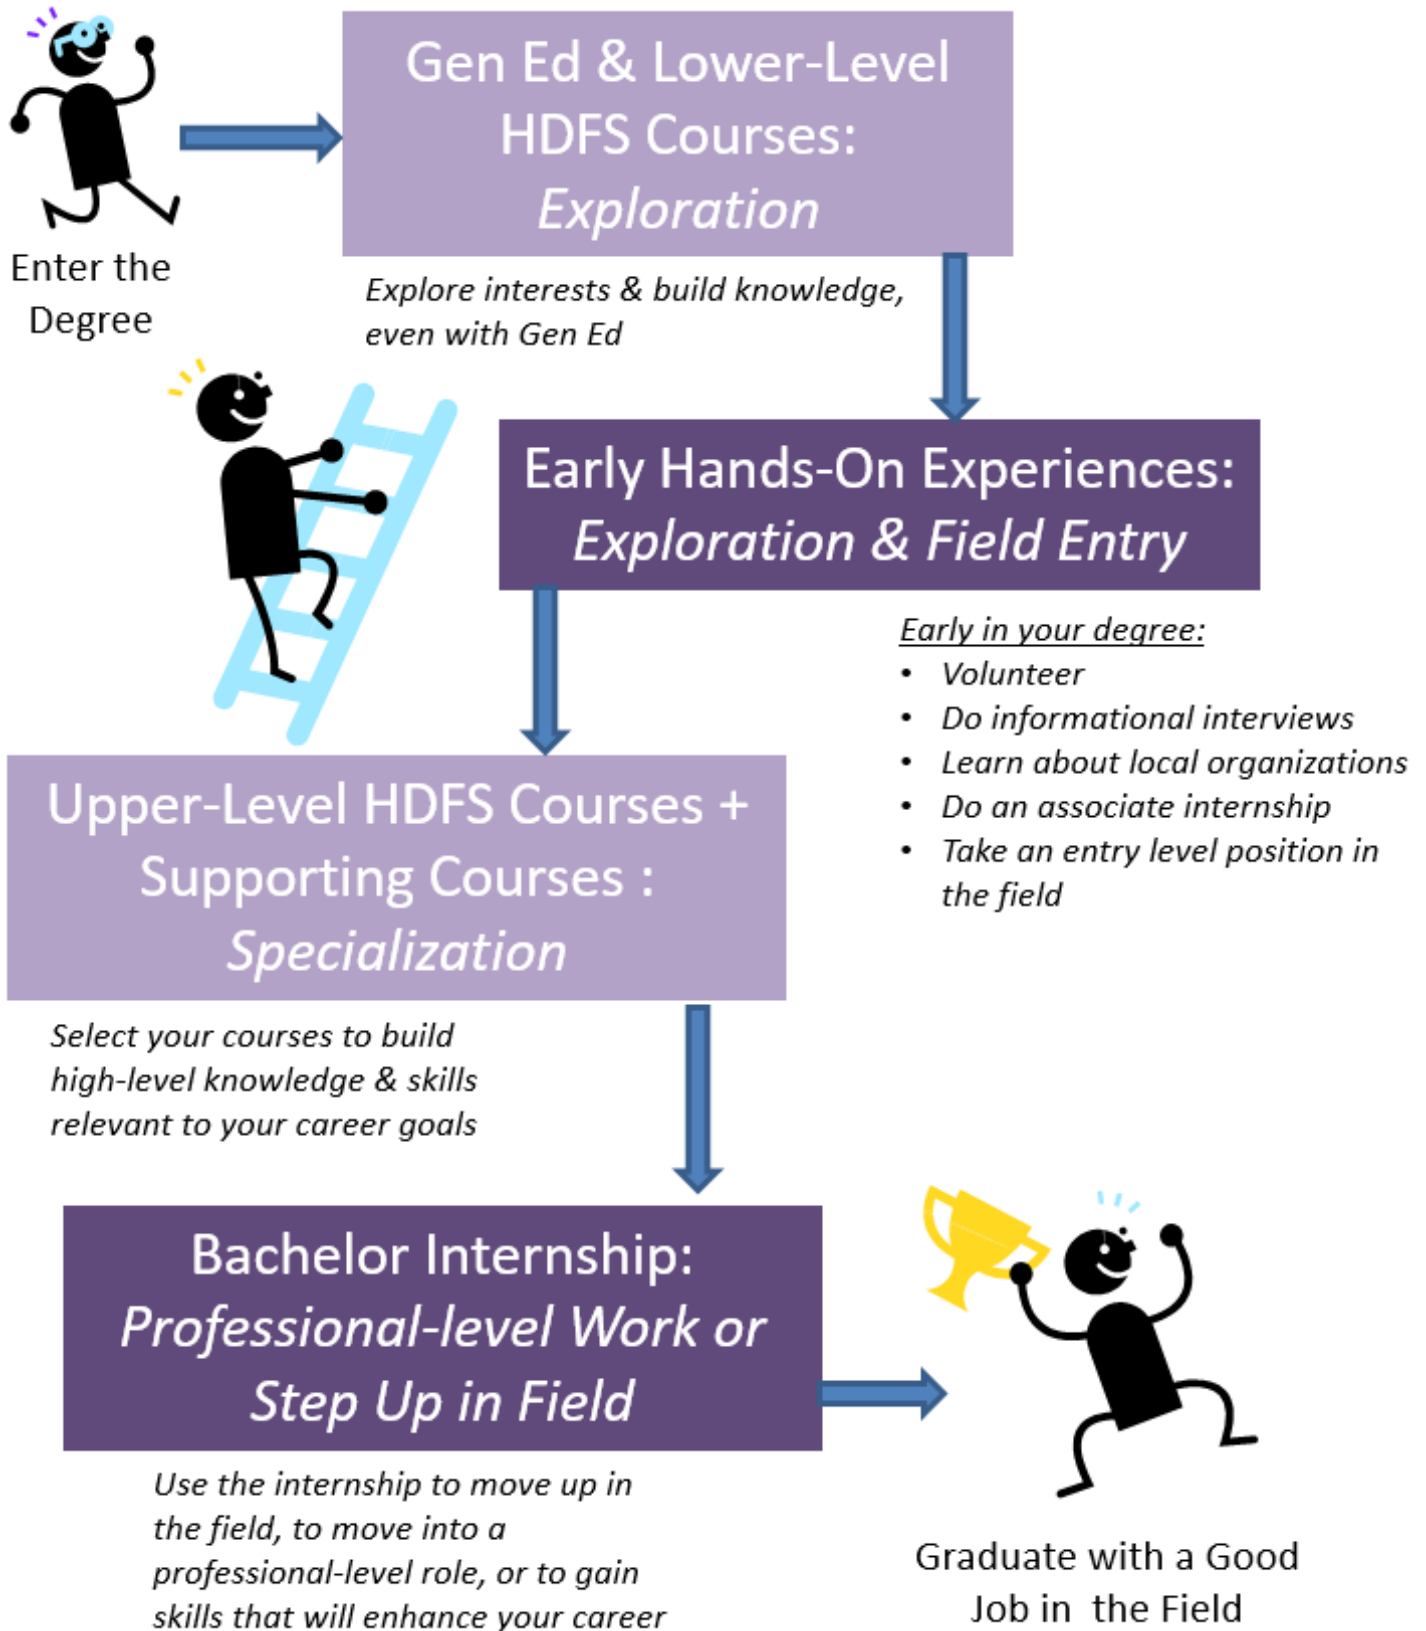 Enter the
Degree
Gen Ed & Lower-Level
HDFS Courses:
Exploration
Explore interests & build knowledge,
even with Gen Ed
Early Hands-On Experiences:
Exploration & Field Entry
Early in your degree:
• Volunteer
• Do informational interviews
• Learn about local organizations
• Do an associate internship
• Take an entry level position in
the field
Upper-Level HDFS Courses +
Supporting Courses :
Specialization
Select your courses to build
high-level knowledge & skills
relevant to your career goals
Bachelor Internship:
Professional-level Work or
Step Up in Field
Use the internship to move up in
the field, to move into a
professional-level role, or to gain
skills that will enhance your career
Graduate with a Good
Job in the Field